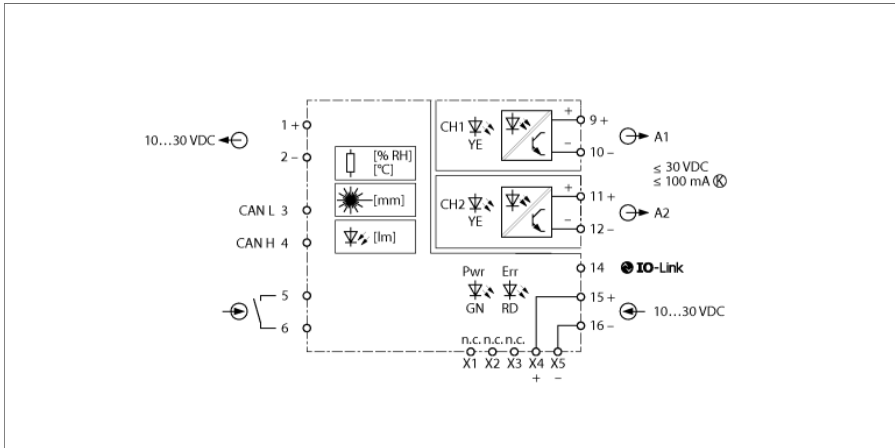 10…30 VDC
1 +
2 –
CAN L 3
CAN H 4
5
6
[% RH]
[°C]
[mm]
[lm]
CH1
YE
+
–
9 +
10 –
A1
≤ 30 VDC
≤ 100 mA Ⓚ
CH2
YE
+
–
11 +
12 –
A2
14 IO-Link
Pwr Err
GN RD
15 +
16 –
10…30 VDC
n.c. n.c. n.c.
X1 X2 X3 X4 X5
+ –